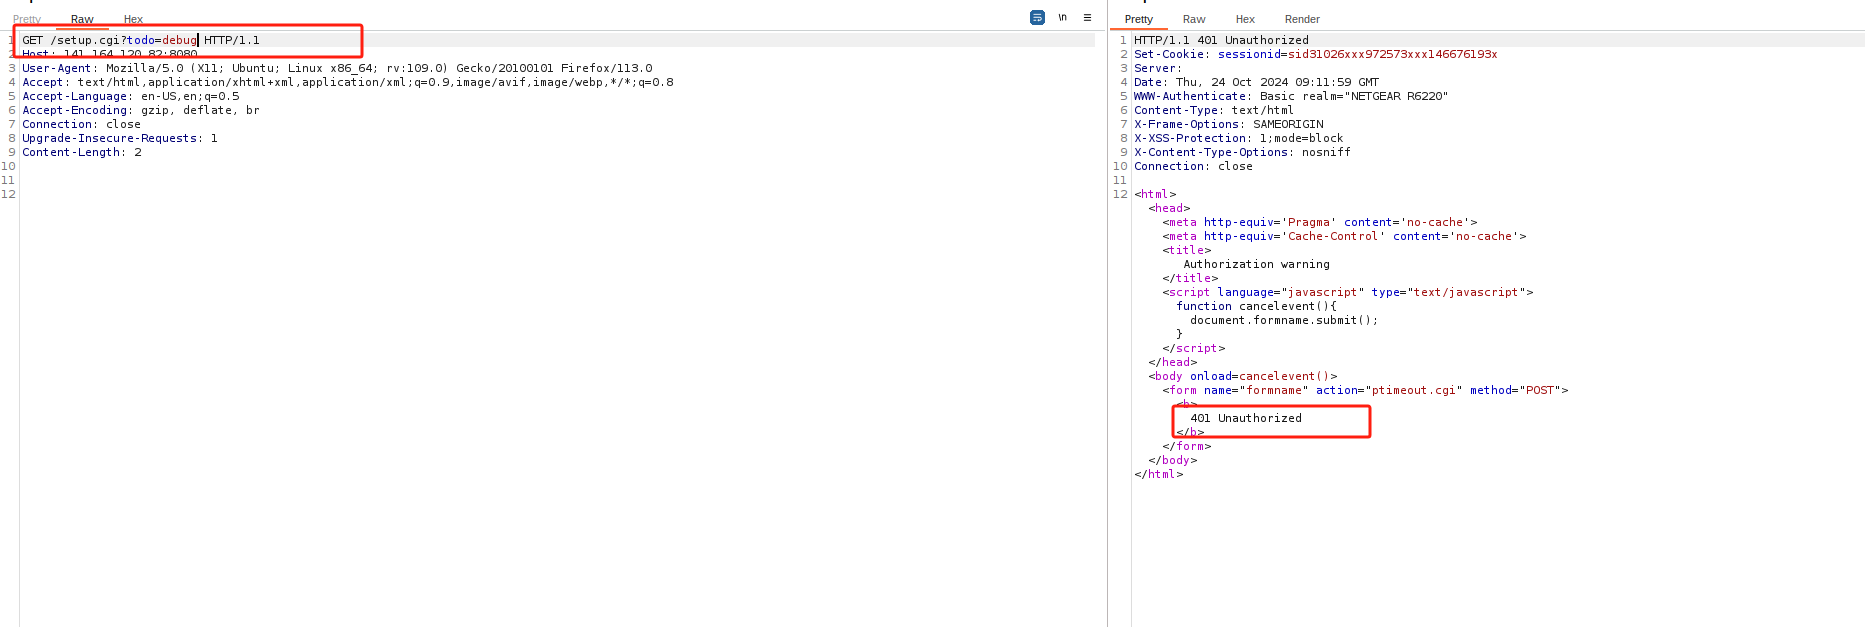 Pretty Raw Hex
\n
1 GET /setup.cgi?todo=debug HTTP/1.1
2 Host: 141.164.120.82:8080
3 User-Agent: Mozilla/5.0 (X11; Ubuntu; Linux x86_64; rv:109.0) Gecko/20100101 Firefox/113.0
4 Accept: text/html,application/xhtml+xml,application/xml;q=0.9,image/avif,image/webp,*/*;q=0.8
5 Accept-Language: en-US,en;q=0.5
6 Accept-Encoding: gzip, deflate, br
7 Connection: close
8 Upgrade-Insecure-Requests: 1
9 Content-Length: 2
10
11
12
Pretty Raw Hex Render
1 HTTP/1.1 401 Unauthorized
2 Set-Cookie: sessionid=sid31026xxx972573xxx146676193x
3 Server:
4 Date: Thu, 24 Oct 2024 09:11:59 GMT
5 WWW-Authenticate: Basic realm="NETGEAR R6220"
6 Content-Type: text/html
7 X-Frame-Options: SAMEORIGIN
8 X-XSS-Protection: 1;mode=block
9 X-Content-Type-Options: nosniff
10 Connection: close
11
12 <html>
<head>
<meta http-equiv='Pragma' content='no-cache'>
<meta http-equiv='Cache-Control' content='no-cache'>
<title>
Authorization warning
</title>
<script language="javascript" type="text/javascript">
function cancelevent(){
document.formname.submit();
}
</script>
</head>
<body onload=cancelevent()>
<form name="formname" action="ptimeout.cgi" method="POST">
<b>
401 Unauthorized
</b>
</form>
</body>
</html>